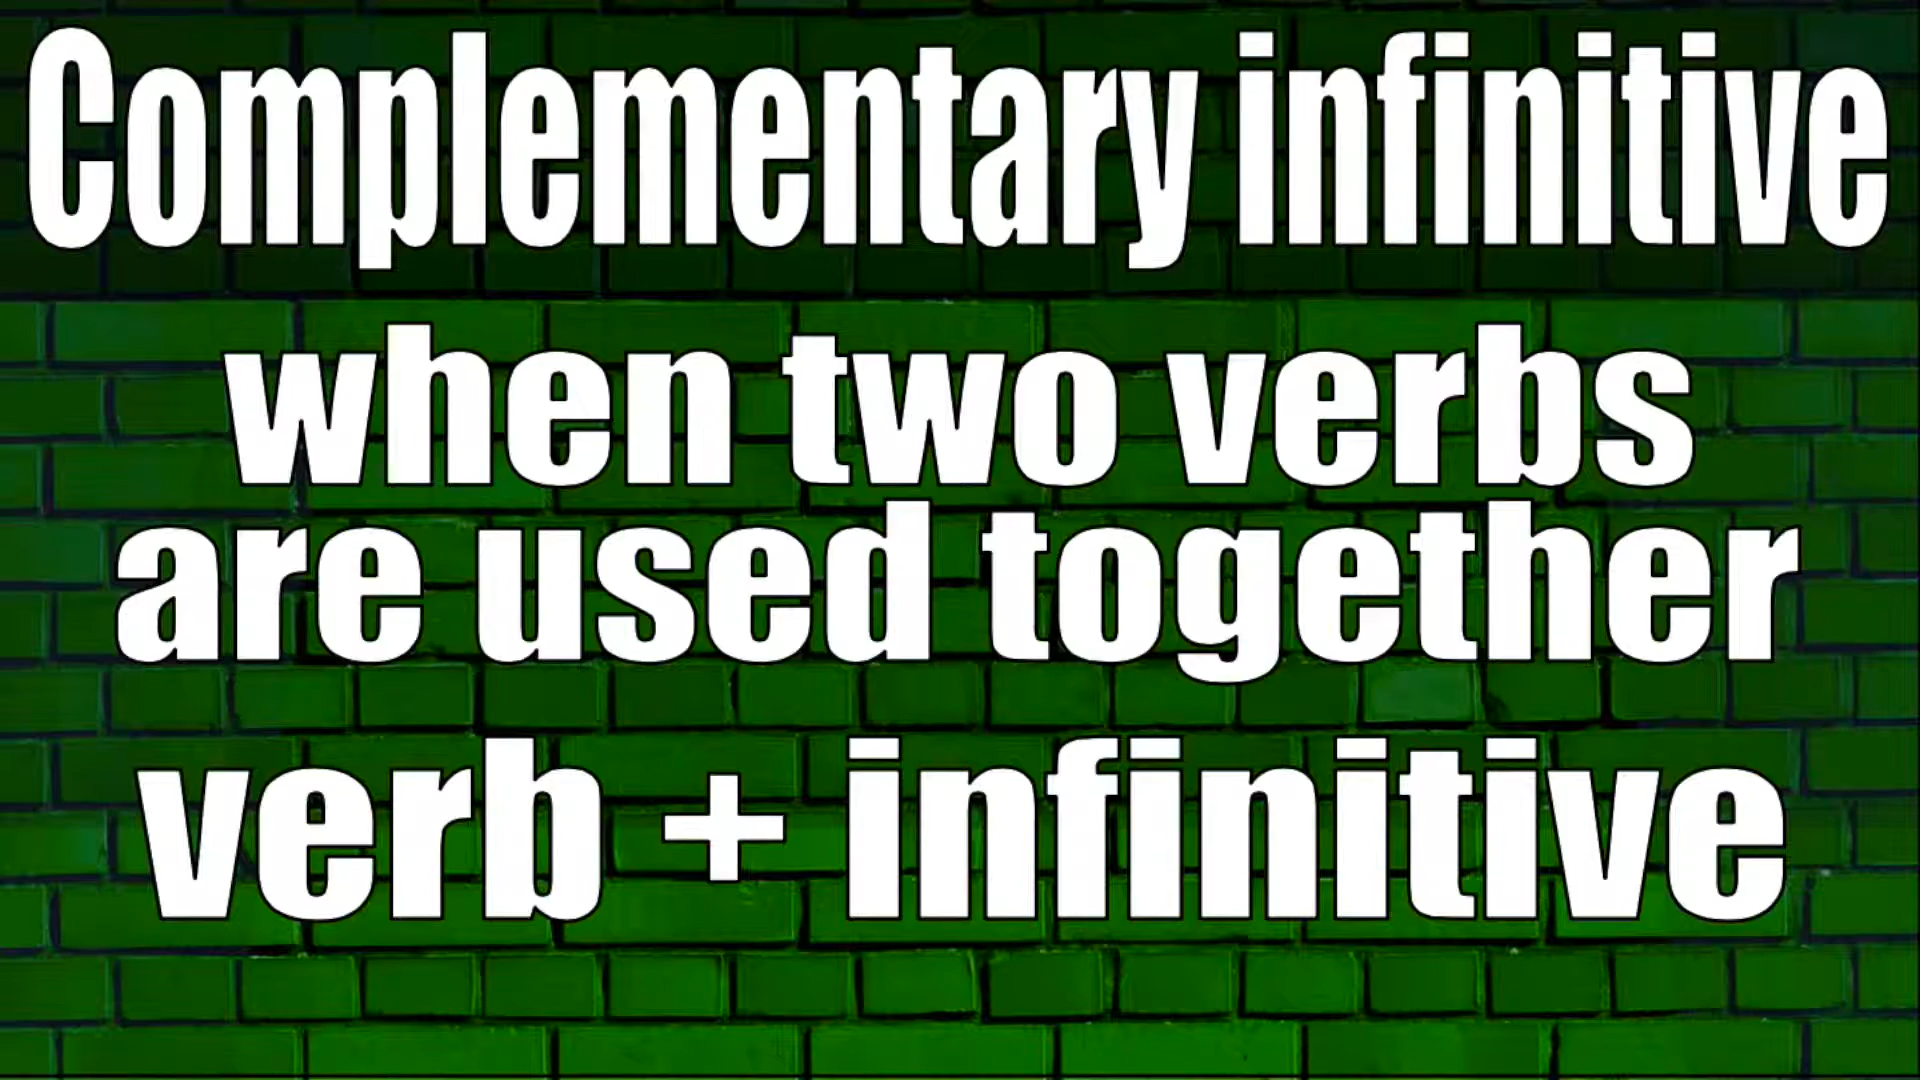 Complementary infinitive
when two verbs
are used together
verb + infinitive